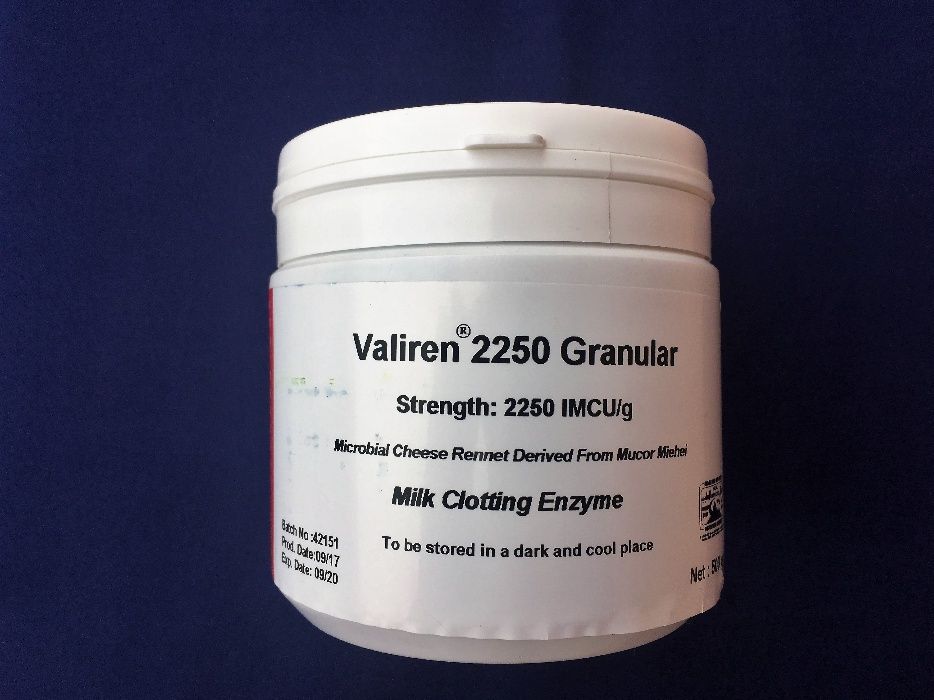 Valiren® 2250 Granular
Strength: 2250 IMCU/g
Microbial Cheese Rennet Derived From Mucor Miehei
Milk Clotting Enzyme
To be stored in a dark and cool place
Batch No :42151
Prod. Date:09/17
Exp. Date: 09/20
Net :